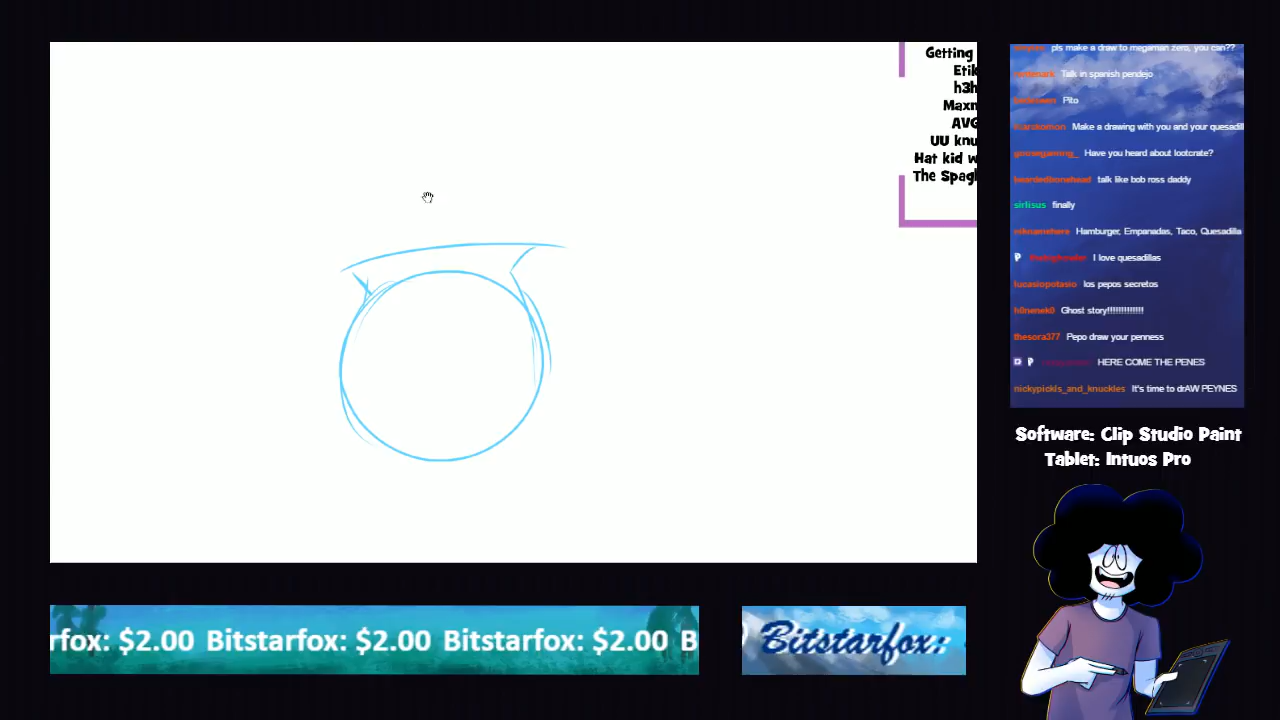 Getting
Etik
h3h
Maxn
AVG
UU knu
Hat kid w
The Spagh
pls make a draw to megaman zero, you can??
Talk in spanish pendejo
Pito
Make a drawing with you and your quesadill
Have you heard about lootcrate?
talk like bob ross daddy
sirlisus finally
Hamburger, Empanadas, Taco, Quesadilla
I love quesadillas
lucasiopotasio los pepos secretos
h0nenek0 Ghost story!!!!!!!!!!!!!!
thesora377 Pepo draw your penness
HERE COME THE PENES
nickypickls_and_knuckles It's time to drAW PEYNES
Software: Clip Studio Paint
Tablet: Intuos Pro
rfox: $2.00 Bitstarfox: $2.00 Bitstarfox: $2.00 B
Bitstarfox: